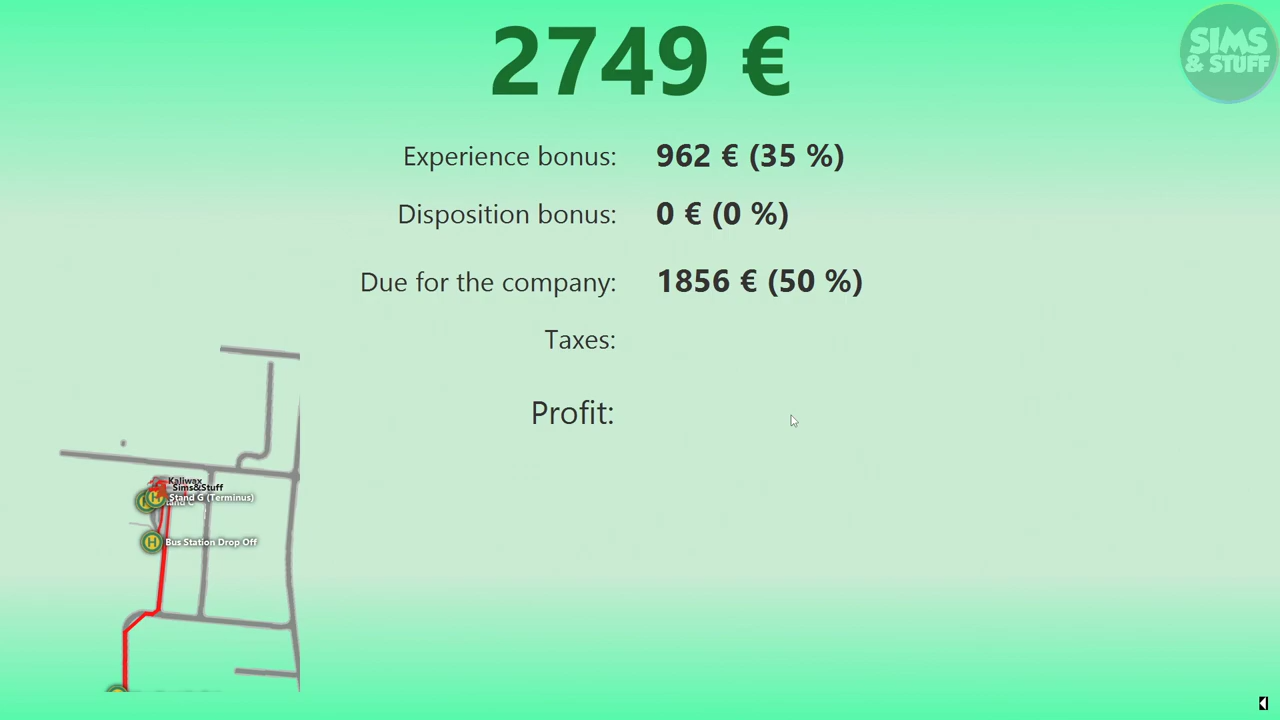 2749 €
SIMS
& STUFF
Experience bonus: 962 € (35 %)
Disposition bonus: 0 € (0 %)
Due for the company: 1856 € (50 %)
Taxes:
Profit:
Kaliwax
Sims&Stuff
H Stand G (Terminus)
H Bus Station Drop Off